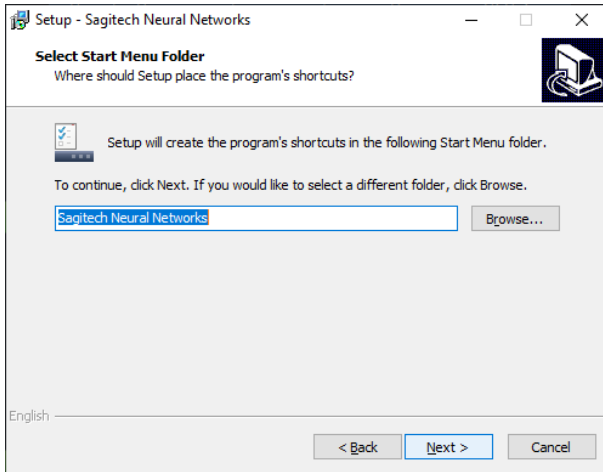 Setup - Sagitech Neural Networks
Select Start Menu Folder
Where should Setup place the program's shortcuts?
Setup will create the program's shortcuts in the following Start Menu folder.
To continue, click Next. If you would like to select a different folder, click Browse.
Sagitech Neural Networks
Browse...
English
< Back
Next >
Cancel